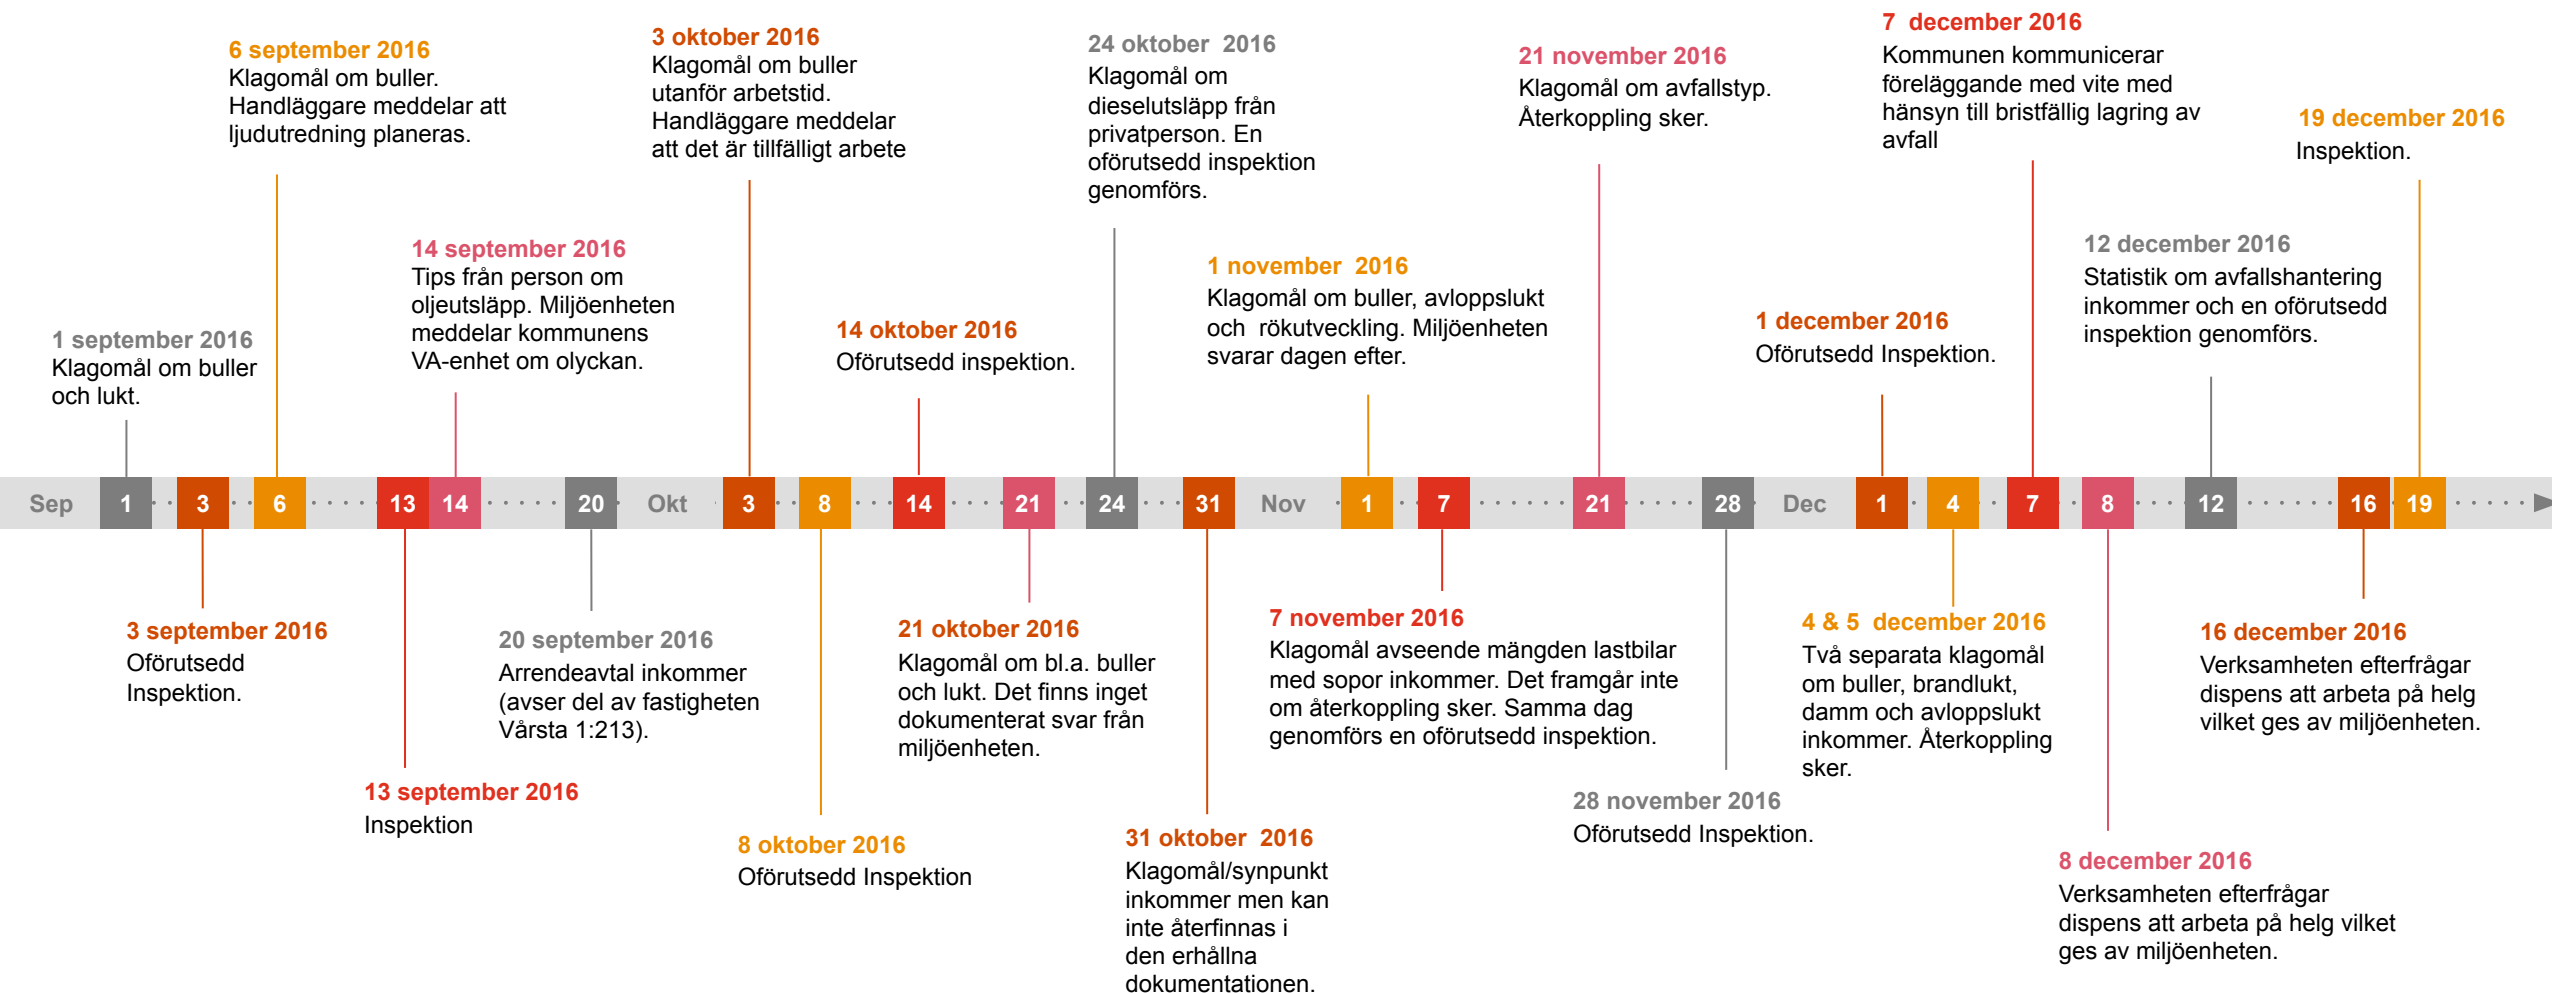 6 september 2016
Klagomål om buller.
Handläggare meddelar att
ljudutredning planeras.
3 oktober 2016
Klagomål om buller
utanför arbetstid.
Handläggare meddelar
att det är tillfälligt arbete
24 oktober 2016
Klagomål om
dieselutsläpp från
privatperson. En
oförutsedd inspektion
genomförs.
21 november 2016
Klagomål om avfallstyp.
Återkoppling sker.
7 december 2016
Kommunen kommunicerar
föreläggande med vite med
hänsyn till bristfällig lagring av
avfall
19 december 2016
Inspektion.
1 september 2016
Klagomål om buller
och lukt.
14 september 2016
Tips från person om
oljeutsläpp. Miljöenheten
meddelar kommunens
VA-enhet om olyckan.
14 oktober 2016
Oförutsedd inspektion.
1 november 2016
Klagomål om buller, avloppslukt
och rökutveckling. Miljöenheten
svarar dagen efter.
1 december 2016
Oförutsedd Inspektion.
12 december 2016
Statistik om avfallshantering
inkommer och en oförutsedd
inspektion genomförs.
Sep 1 3 6 13 14 20 Okt 3 8 14 21 24 31 Nov 1 7 21 28 Dec 1 4 7 8 12 16 19
3 september 2016
Oförutsedd
Inspektion.
13 september 2016
Inspektion
20 september 2016
Arrendeavtal inkommer
(avser del av fastigheten
Vårsta 1:213).
8 oktober 2016
Oförutsedd Inspektion
21 oktober 2016
Klagomål om bl.a. buller
och lukt. Det finns inget
dokumenterat svar från
miljöenheten.
31 oktober 2016
Klagomål/synpunkt
inkommer men kan
inte återfinnas i
den erhållna
dokumentationen.
7 november 2016
Klagomål avseende mängden lastbilar
med sopor inkommer. Det framgår inte
om återkoppling sker. Samma dag
genomförs en oförutsedd inspektion.
28 november 2016
Oförutsedd Inspektion.
4 & 5 december 2016
Två separata klagomål
om buller, brandlukt,
damm och avloppslukt
inkommer. Återkoppling
sker.
8 december 2016
Verksamheten efterfrågar
dispens att arbeta på helg vilket
ges av miljöenheten.
16 december 2016
Verksamheten efterfrågar
dispens att arbeta på helg
vilket ges av miljöenheten.